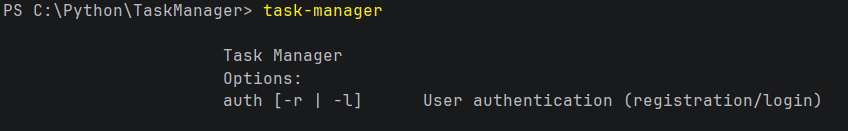 PS C:\Python\TaskManager> task-manager
Task Manager
Options:
auth [-r | -l]      User authentication (registration/login)